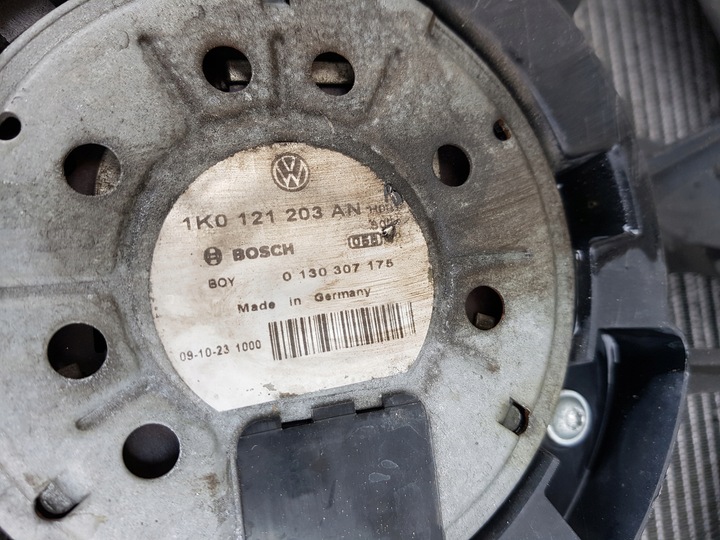 1K0 121 203 AN
BOSCH
BOY 0 130 307 175
Made in Germany
09-10-23 1000